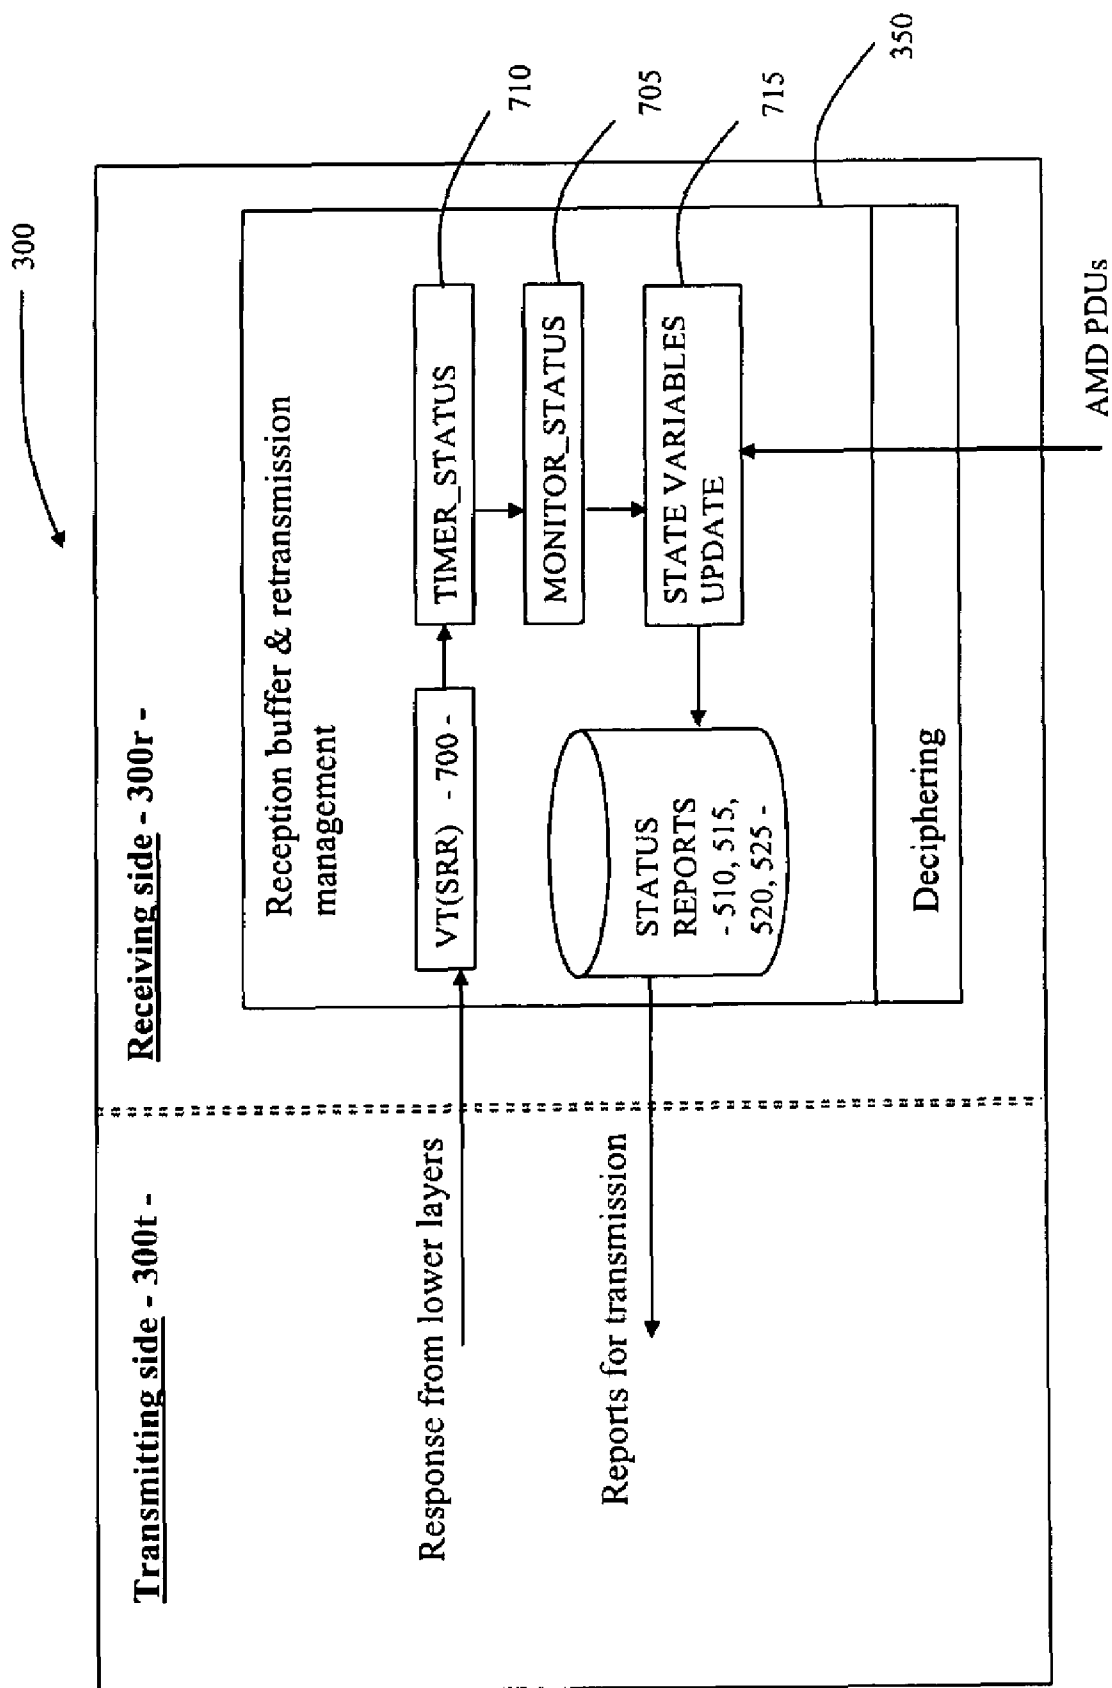 300
Transmitting side - 300t -
Receiving side - 300r -
Reception buffer & retransmission
management
Response from lower layers
VT(SRR) - 700 -
TIMER_STATUS
710
MONITOR_STATUS
705
Reports for transmission
STATUS
REPORTS
- 510, 515,
520, 525 -
STATE VARIABLES
UPDATE
715
350
Deciphering
AMD PDUs